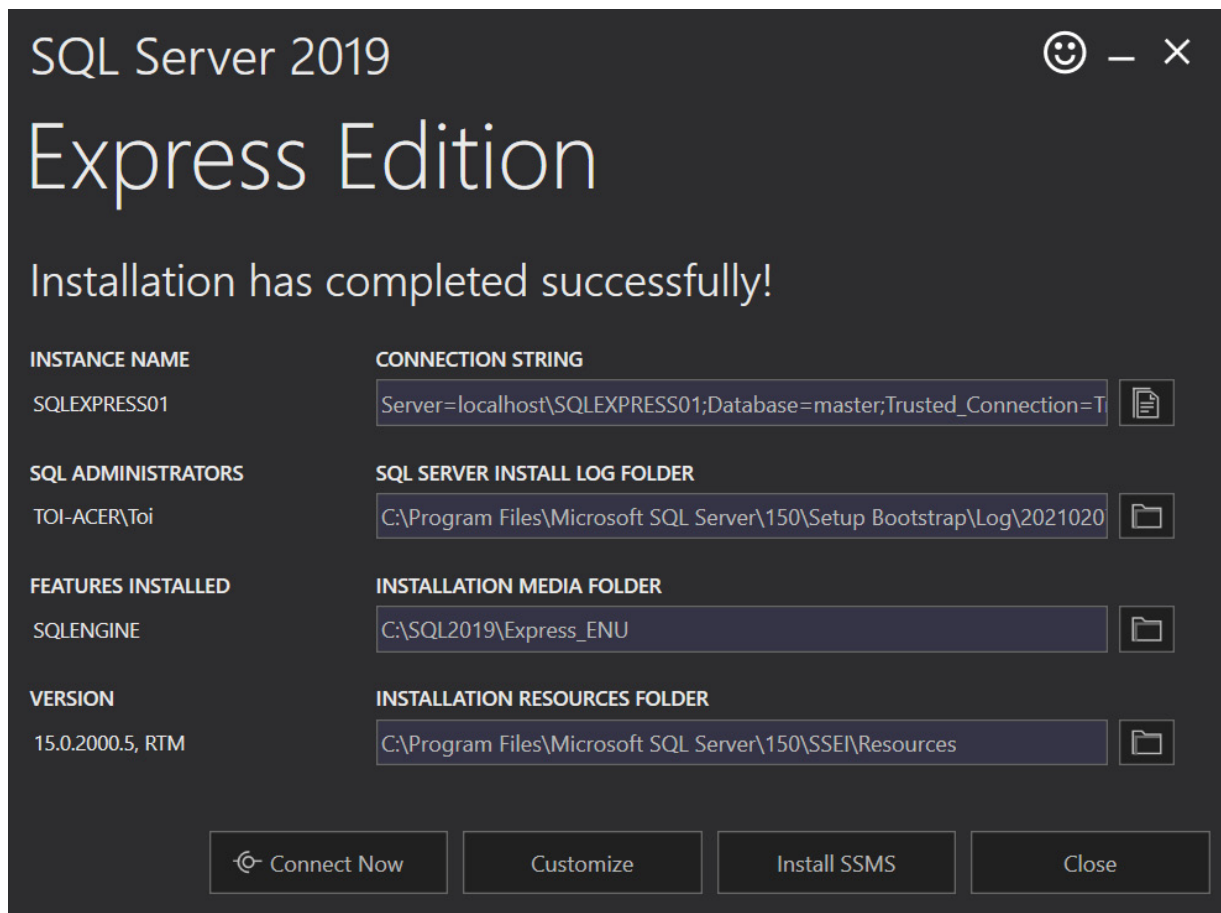 SQL Server 2019
Express Edition
Installation has completed successfully!
INSTANCE NAME
SQLEXPRESS01
CONNECTION STRING
Server=localhost\SQLEXPRESS01;Database=master;Trusted_Connection=Tr
SQL ADMINISTRATORS
TOI-ACER\Toi
SQL SERVER INSTALL LOG FOLDER
C:\Program Files\Microsoft SQL Server\150\Setup Bootstrap\Log\20210207
FEATURES INSTALLED
SQLENGINE
INSTALLATION MEDIA FOLDER
C:\SQL2019\Express_ENU
VERSION
15.0.2000.5, RTM
INSTALLATION RESOURCES FOLDER
C:\Program Files\Microsoft SQL Server\150\SSEI\Resources
Connect Now
Customize
Install SSMS
Close